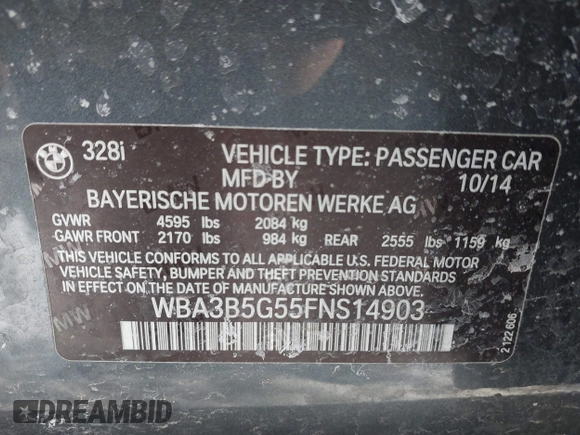 328i VEHICLE TYPE: PASSENGER CAR
MFD BY 10/14
BAYERISCHE MOTOREN WERKE AG
GVWR 4595 lbs 2084 kg
GAWR FRONT 2170 lbs 984 kg REAR 2555 lbs 1159 kg
THIS VEHICLE CONFORMS TO ALL APPLICABLE U.S. FEDERAL MOTOR
VEHICLE SAFETY, BUMPER, AND THEFT PREVENTION STANDARDS IN
EFFECT ON THE DATE OF MANUFACTURE SHOWN ABOVE.
WBA3B5G55FNS14903
2 122 606
DREAMBID